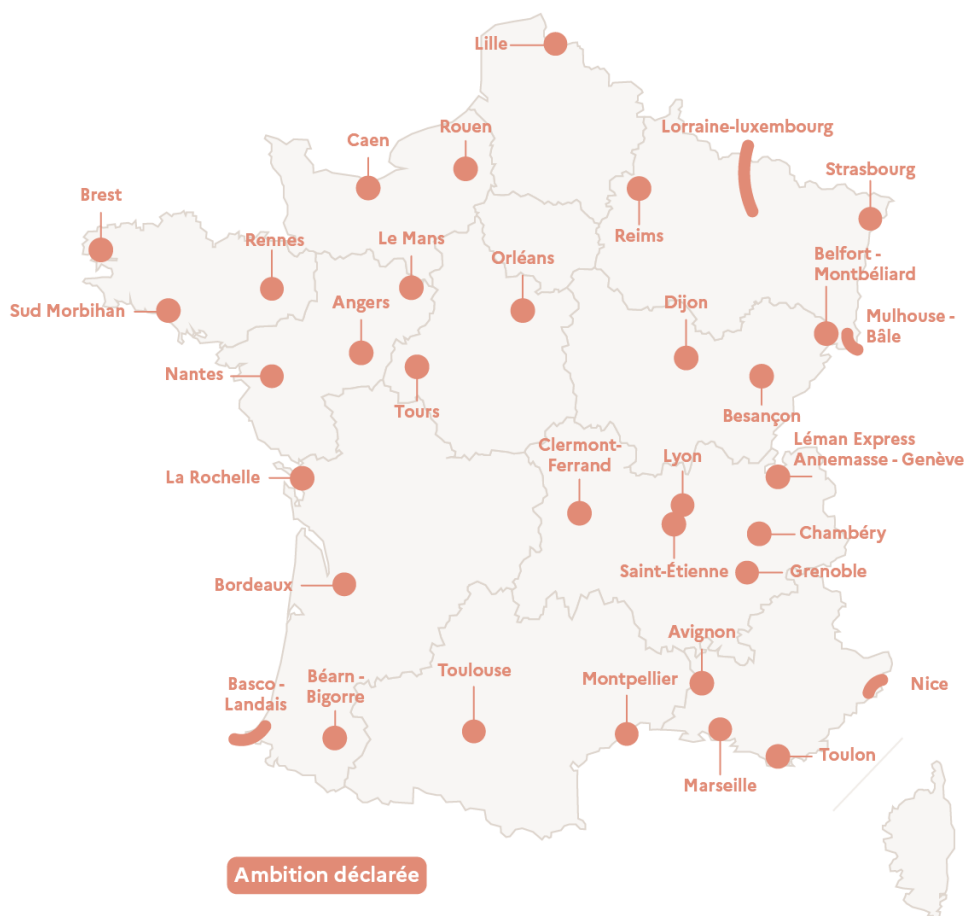 Lille
Rouen
Lorraine-luxembourg
Caen
Strasbourg
Brest
Reims
Le Mans
Rennes
Orléans
Belfort -
Montbéliard
Angers
Dijon
Sud Morbihan
Mulhouse -
Bâle
Nantes
Tours
Besançon
Clermont-
Ferrand
Lyon
Léman Express
Annemasse - Genève
La Rochelle
Chambéry
Saint-Étienne
Grenoble
Bordeaux
Avignon
Basco -
Landais
Béarn -
Bigorre
Toulouse
Montpellier
Nice
Toulon
Marseille
Ambition déclarée